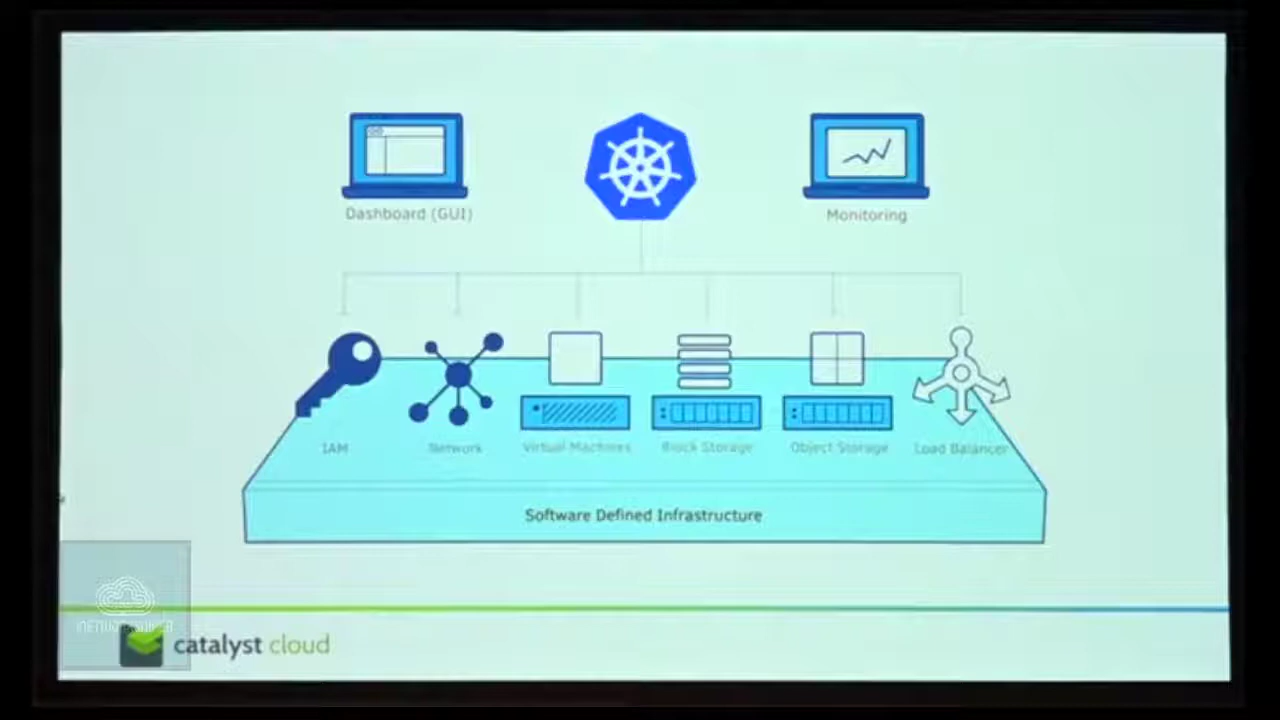 Dashboard (GUI)
Monitoring
IAM
Network
Virtual Machines
Block Storage
Object Storage
Load Balancer
Software Defined Infrastructure
catalyst cloud